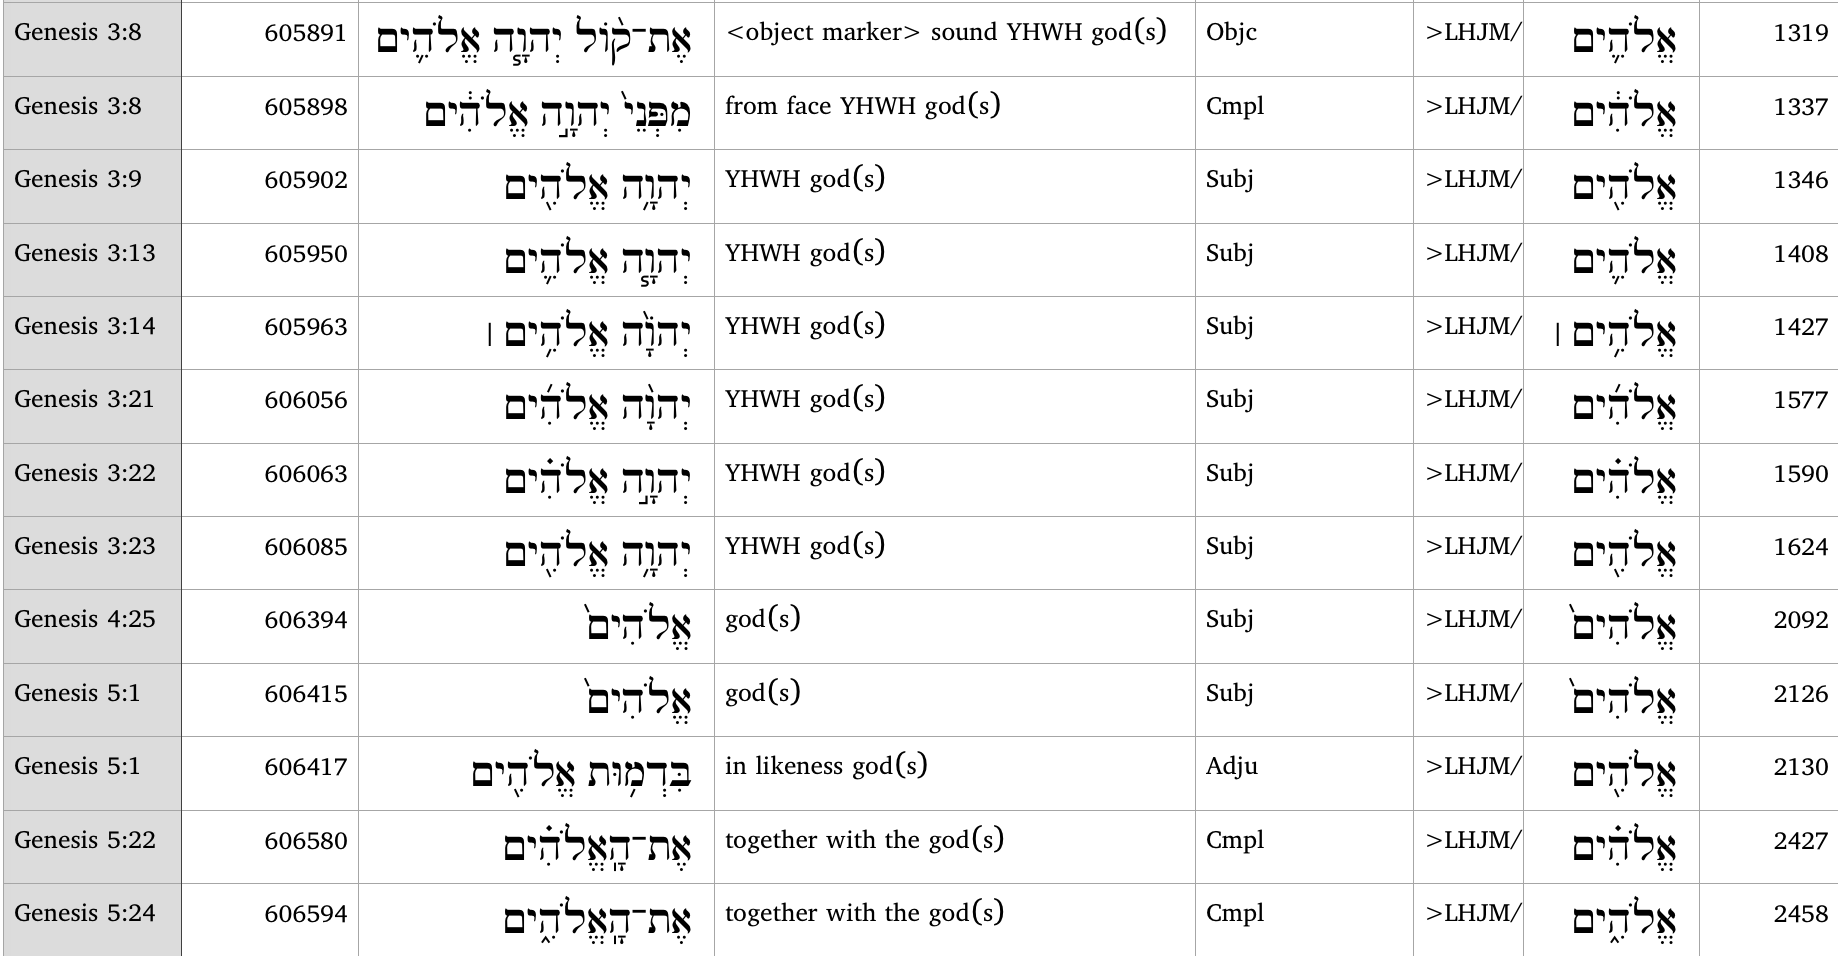 Genesis 3:8 605891 אֶת־קֹ֨ול יְהוָ֧ה אֱלֹהִ֛ים <object marker> sound YHWH god(s) Objc >LHJM/ אֱלֹהִ֛ים 1319
Genesis 3:8 605898 מִפְּנֵי֙ יְהוָ֣ה אֱלֹהִ֔ים from face YHWH god(s) Cmpl >LHJM/ אֱלֹהִ֔ים 1337
Genesis 3:9 605902 יְהוָ֥ה אֱלֹהִ֖ים YHWH god(s) Subj >LHJM/ אֱלֹהִ֖ים 1346
Genesis 3:13 605950 יְהוָ֧ה אֱלֹהִ֛ים YHWH god(s) Subj >LHJM/ אֱלֹהִ֛ים 1408
Genesis 3:14 605963 יְהוָ֨ה אֱלֹהִ֥ים ׀ YHWH god(s) Subj >LHJM/ אֱלֹהִ֥ים ׀ 1427
Genesis 3:21 606056 יְהוָ֨ה אֱלֹהִ֜ים YHWH god(s) Subj >LHJM/ אֱלֹהִ֜ים 1577
Genesis 3:22 606063 יְהוָ֣ה אֱלֹהִ֗ים YHWH god(s) Subj >LHJM/ אֱלֹהִ֗ים 1590
Genesis 3:23 606085 יְהוָ֥ה אֱלֹהִ֖ים YHWH god(s) Subj >LHJM/ אֱלֹהִ֖ים 1624
Genesis 4:25 606394 אֱלֹהִים֙ god(s) Subj >LHJM/ אֱלֹהִים֙ 2092
Genesis 5:1 606415 אֱלֹהִים֙ god(s) Subj >LHJM/ אֱלֹהִים֙ 2126
Genesis 5:1 606417 בִּדְמ֥וּת אֱלֹהִ֖ים in likeness god(s) Adju >LHJM/ אֱלֹהִ֖ים 2130
Genesis 5:22 606580 אֶת־הָֽאֱלֹהִ֗ים together with the god(s) Cmpl >LHJM/ אֱלֹהִ֗ים 2427
Genesis 5:24 606594 אֶת־הָֽאֱלֹהִ֑ים together with the god(s) Cmpl >LHJM/ אֱלֹהִ֑ים 2458